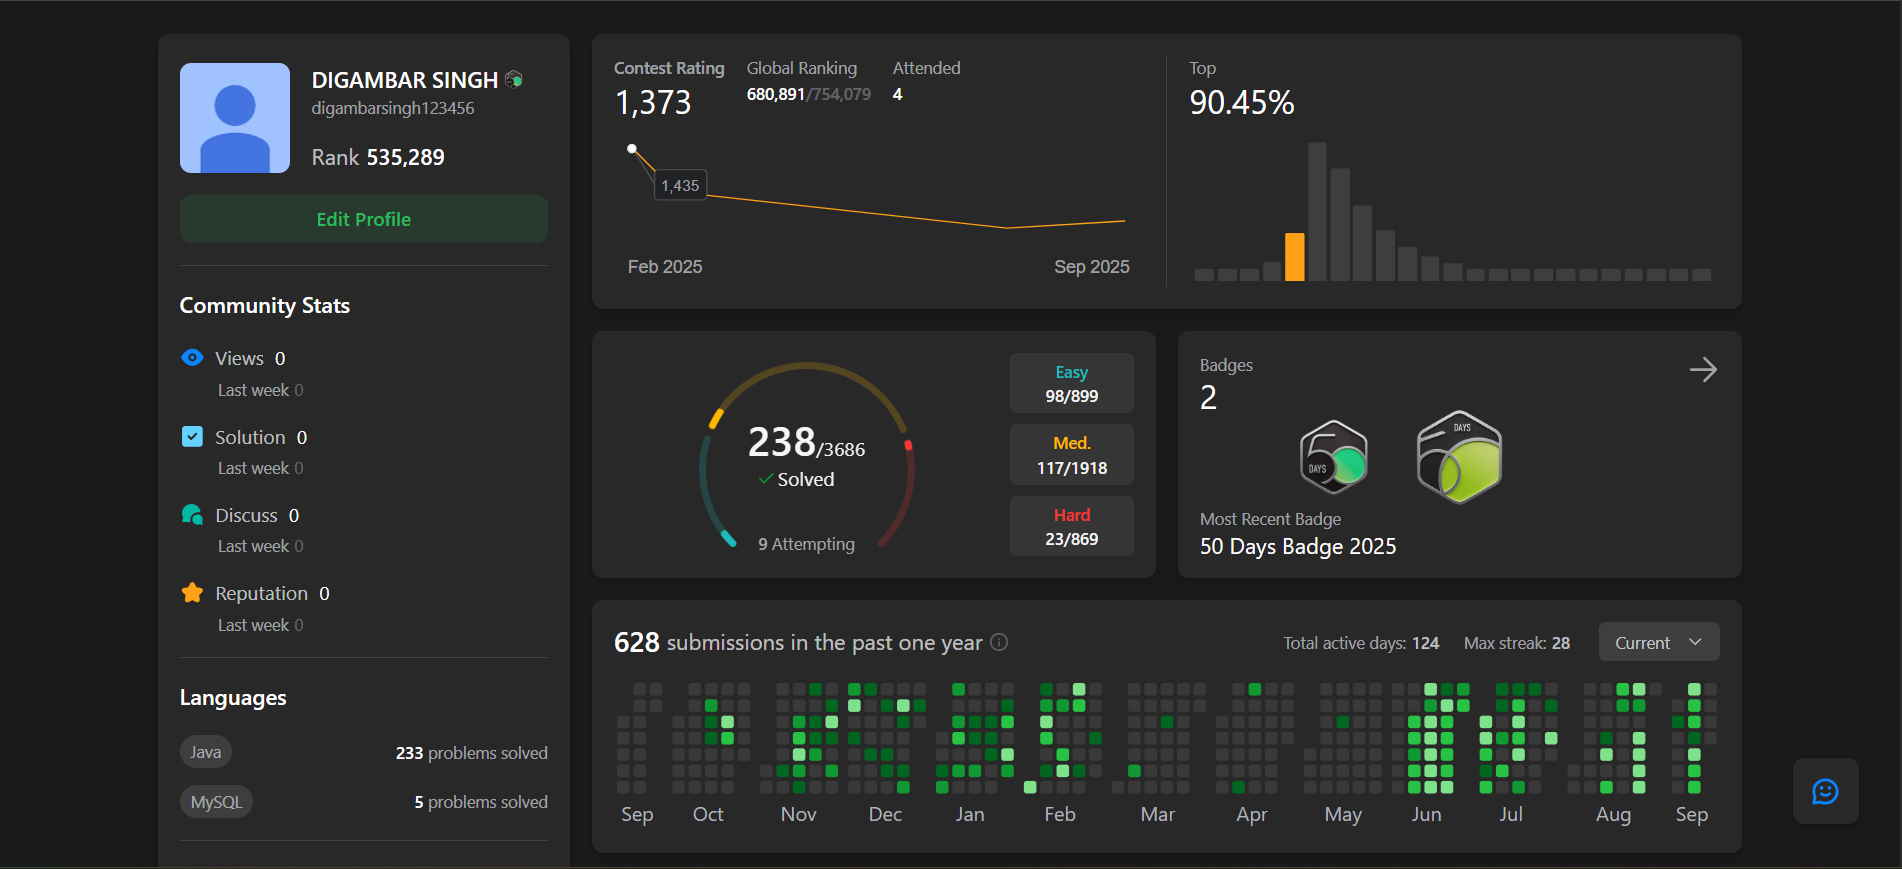 DIGAMBAR SINGH
digambarsingh123456
Rank 535,289
Edit Profile
Community Stats
Views 0
Last week 0
Solution 0
Last week 0
Discuss 0
Last week 0
Reputation 0
Last week 0
Languages
Java 233 problems solved
MySQL 5 problems solved
Contest Rating Global Ranking Attended
1,373 680,891/754,079 4
1,435
Feb 2025 Sep 2025
Top
90.45%
238/3686
Solved
9 Attempting
Easy
98/899
Med.
117/1918
Hard
23/869
Badges
2
50 DAYS
50 DAYS
Most Recent Badge
50 Days Badge 2025
628 submissions in the past one year Total active days: 124 Max streak: 28 Current
Sep Oct Nov Dec Jan Feb Mar Apr May Jun Jul Aug Sep